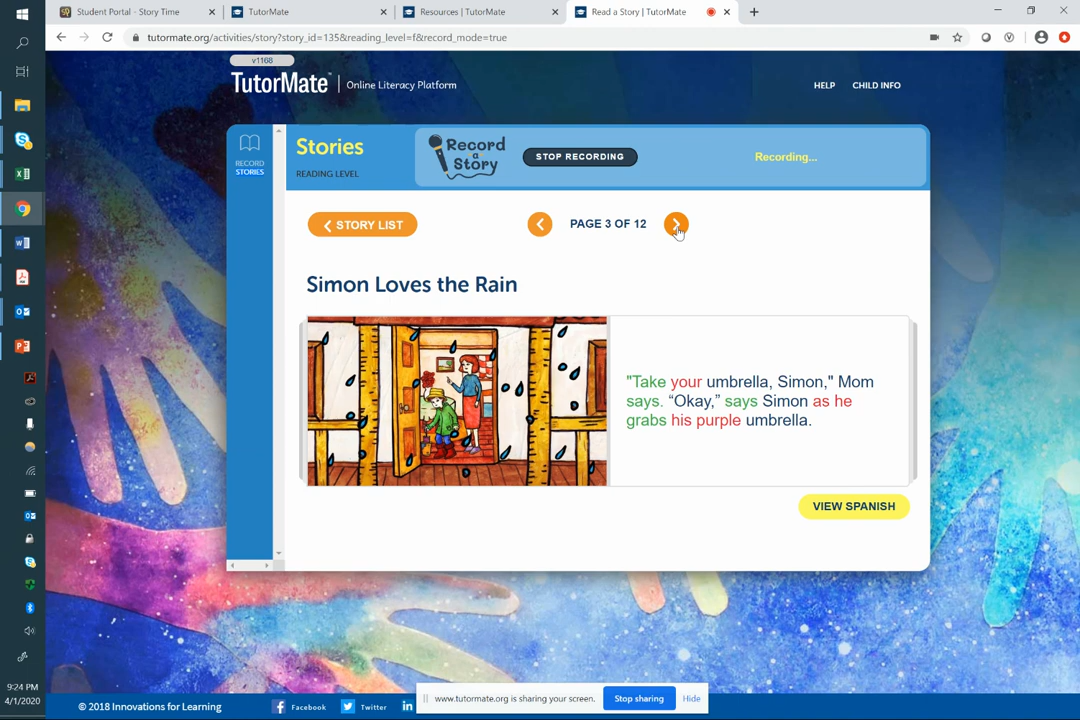 Student Portal - Story Time
TutorMate
Resources | TutorMate
Read a Story | TutorMate
tutormate.org/activities/story?story_id=135&reading_level=f&record_mode=true
v1168
TutorMate™ | Online Literacy Platform
HELP
CHILD INFO
RECORD
STORIES
Stories
READING LEVEL
Record
a
Story
STOP RECORDING
Recording...
STORY LIST
PAGE 3 OF 12
Simon Loves the Rain
"Take your umbrella, Simon," Mom
says. “Okay,” says Simon as he
grabs his purple umbrella.
VIEW SPANISH
© 2018 Innovations for Learning
Facebook
Twitter
www.tutormate.org is sharing your screen.
Stop sharing
Hide
9:24 PM
4/1/2020